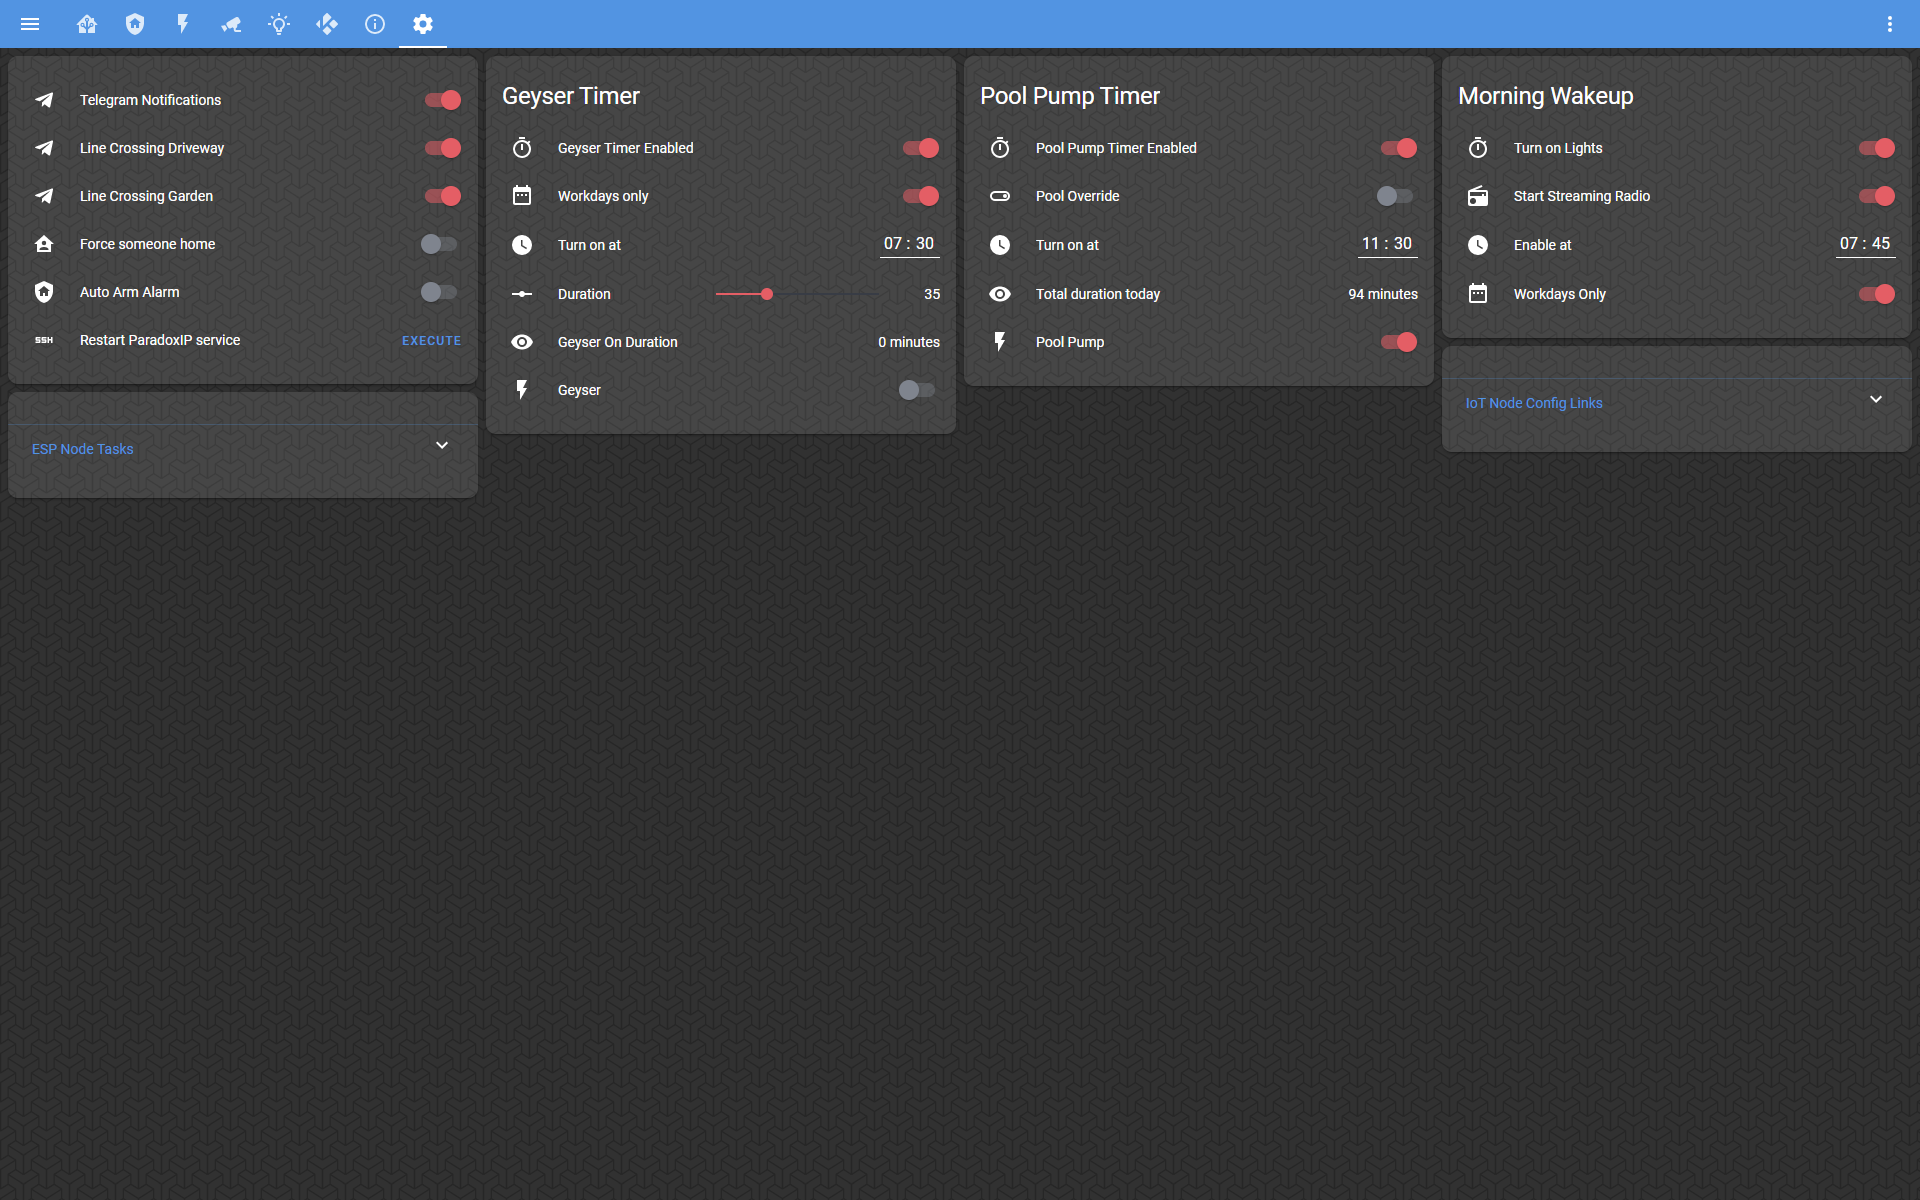 Telegram Notifications
Line Crossing Driveway
Line Crossing Garden
Force someone home
Auto Arm Alarm
SSH Restart ParadoxIP service EXECUTE
ESP Node Tasks
Geyser Timer
Geyser Timer Enabled
Workdays only
Turn on at 07 : 30
Duration 35
Geyser On Duration 0 minutes
Geyser
Pool Pump Timer
Pool Pump Timer Enabled
Pool Override
Turn on at 11 : 30
Total duration today 94 minutes
Pool Pump
Morning Wakeup
Turn on Lights
Start Streaming Radio
Enable at 07 : 45
Workdays Only
IoT Node Config Links